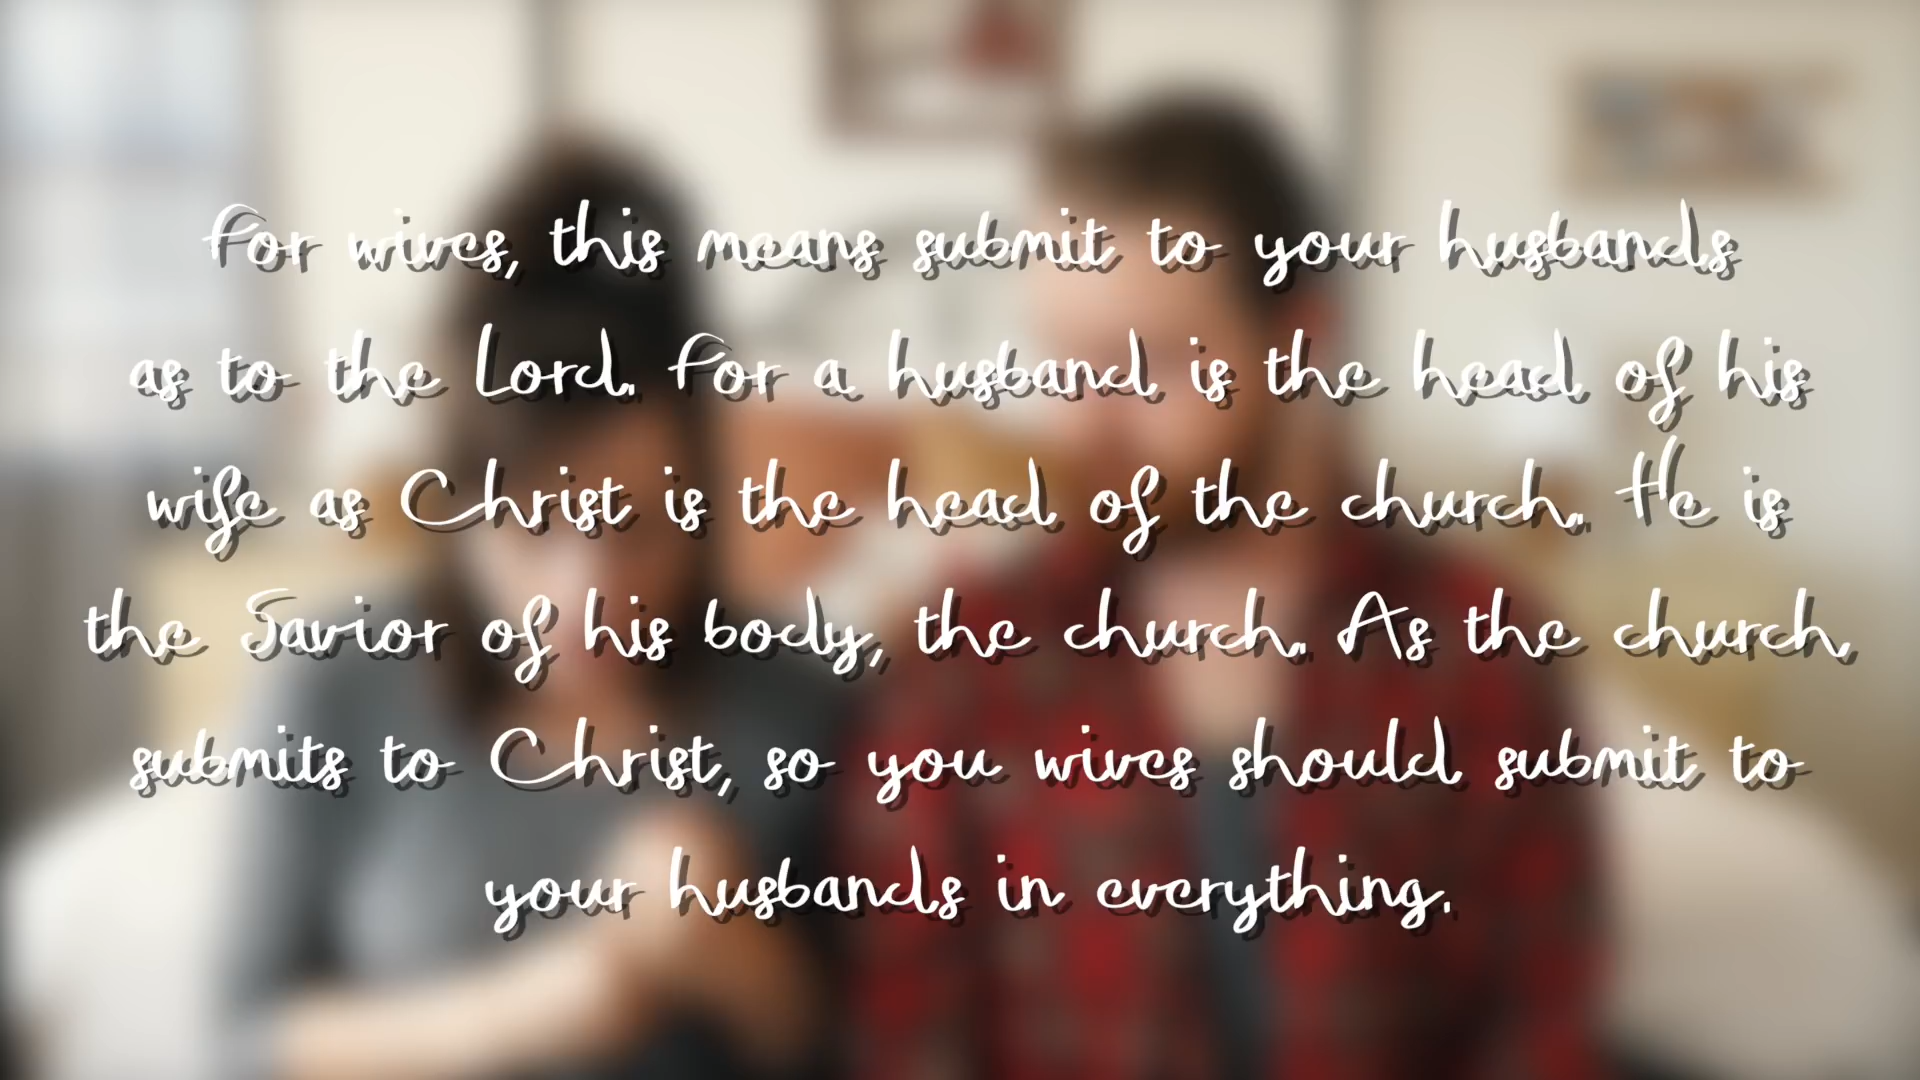 For wives, this means submit to your husbands
as to the Lord. For a husband is the head of his
wife as Christ is the head of the church. He is
the Savior of his body, the church. As the church
submits to Christ, so you wives should submit to
your husbands in everything.